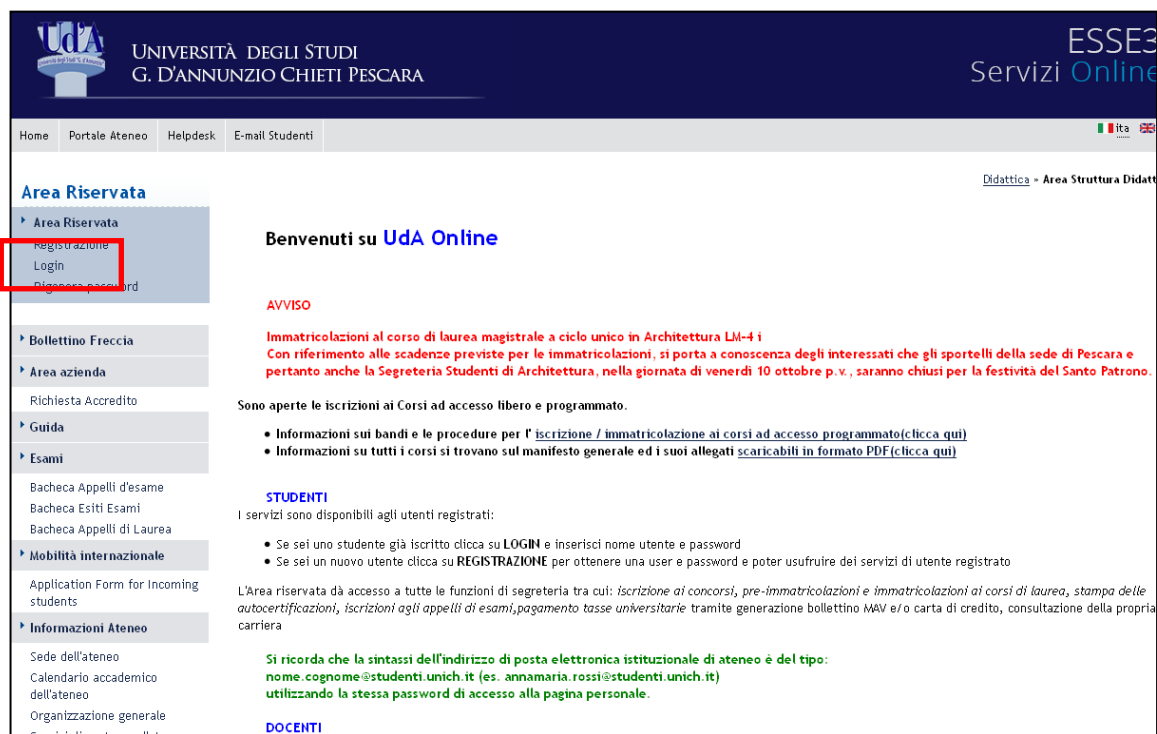 UdA
UNIVERSITÀ DEGLI STUDI
G. D'ANNUNZIO CHIETI PESCARA
ESSE3
Servizi Online
Home Portale Ateneo Helpdesk E-mail Studenti
ita
Didattica » Area Struttura Didatt
Area Riservata
Area Riservata
Registrazione
Login
Rigenera password
Bollettino Freccia
Area azienda
Richiesta Accredito
Guida
Esami
Bacheca Appelli d'esame
Bacheca Esiti Esami
Bacheca Appelli di Laurea
Mobilità internazionale
Application Form for Incoming
students
Informazioni Ateneo
Sede dell'ateneo
Calendario accademico
dell'ateneo
Organizzazione generale
Benvenuti su UdA Online
AVVISO
Immatricolazioni al corso di laurea magistrale a ciclo unico in Architettura LM-4 i
Con riferimento alle scadenze previste per le immatricolazioni, si porta a conoscenza degli interessati che gli sportelli della sede di Pescara e
pertanto anche la Segreteria Studenti di Architettura, nella giornata di venerdì 10 ottobre p.v., saranno chiusi per la festività del Santo Patrono.
Sono aperte le iscrizioni ai Corsi ad accesso libero e programmato.
• Informazioni sui bandi e le procedure per l' iscrizione / immatricolazione ai corsi ad accesso programmato(clicca qui)
• Informazioni su tutti i corsi si trovano sul manifesto generale ed i suoi allegati scaricabili in formato PDF(clicca qui)
STUDENTI
I servizi sono disponibili agli utenti registrati:
• Se sei uno studente già iscritto clicca su LOGIN e inserisci nome utente e password
• Se sei un nuovo utente clicca su REGISTRAZIONE per ottenere una user e password e poter usufruire dei servizi di utente registrato
L'Area riservata dà accesso a tutte le funzioni di segreteria tra cui: iscrizione ai concorsi, pre-immatricolazioni e immatricolazioni ai corsi di laurea, stampa delle
autocertificazioni, iscrizioni agli appelli di esami,pagamento tasse universitarie tramite generazione bollettino MAV e/o carta di credito, consultazione della propria
carriera
Si ricorda che la sintassi dell'indirizzo di posta elettronica istituzionale di ateneo è del tipo:
nome.cognome@studenti.unich.it (es. annamaria.rossi@studenti.unich.it)
utilizzando la stessa password di accesso alla pagina personale.
DOCENTI